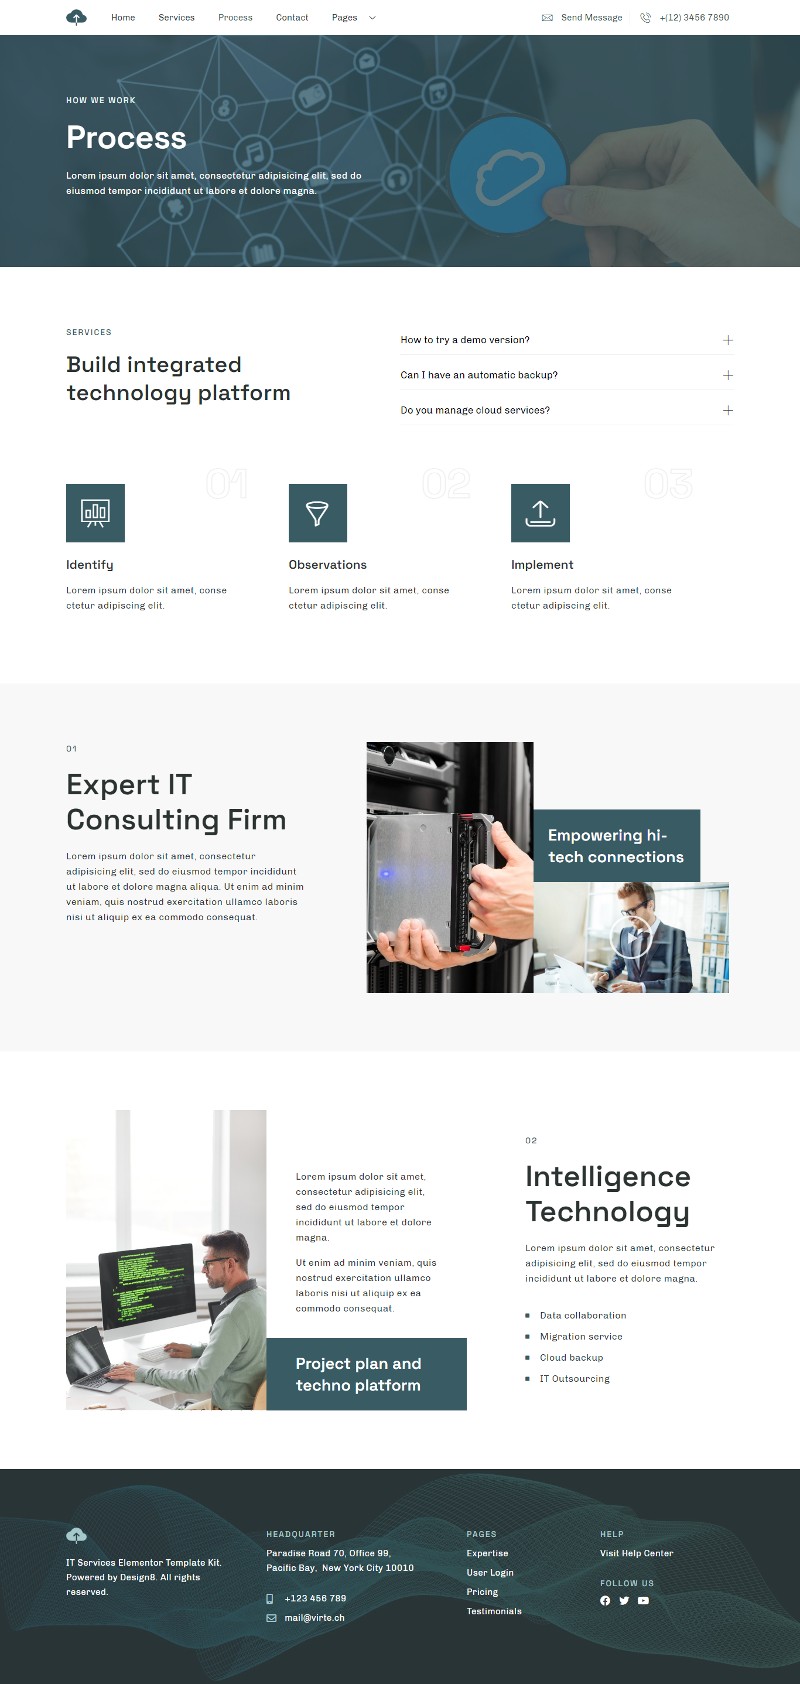 Home Services Process Contact Pages Send Message +(12) 3456 7890
HOW WE WORK
Process
Lorem ipsum dolor sit amet, consectetur adipisicing elit, sed do
eiusmod tempor incididunt ut labore et dolore magna.
SERVICES
Build integrated
technology platform
How to try a demo version?
Can I have an automatic backup?
Do you manage cloud services?
01
Identify
Lorem ipsum dolor sit amet, conse
ctetur adipiscing elit.
02
Observations
Lorem ipsum dolor sit amet, conse
ctetur adipiscing elit.
03
Implement
Lorem ipsum dolor sit amet, conse
ctetur adipiscing elit.
01
Expert IT
Consulting Firm
Lorem ipsum dolor sit amet, consectetur
adipisicing elit, sed do eiusmod tempor incididunt
ut labore et dolore magna aliqua. Ut enim ad minim
veniam, quis nostrud exercitation ullamco laboris
nisi ut aliquip ex ea commodo consequat.
Empowering hi-
tech connections
Lorem ipsum dolor sit amet,
consectetur adipisicing elit,
sed do eiusmod tempor
incididunt ut labore et dolore
magna.
Ut enim ad minim veniam, quis
nostrud exercitation ullamco
laboris nisi ut aliquip ex ea
commodo consequat.
Project plan and
techno platform
02
Intelligence
Technology
Lorem ipsum dolor sit amet, consectetur
adipisicing elit, sed do eiusmod tempor
incididunt ut labore et dolore magna.
Data collaboration
Migration service
Cloud backup
IT Outsourcing
IT Services Elementor Template Kit.
Powered by Design8. All rights
reserved.
HEADQUARTER
Paradise Road 70, Office 99,
Pacific Bay, New York City 10010
+123 456 789
mail@virte.ch
PAGES
Expertise
User Login
Pricing
Testimonials
HELP
Visit Help Center
FOLLOW US